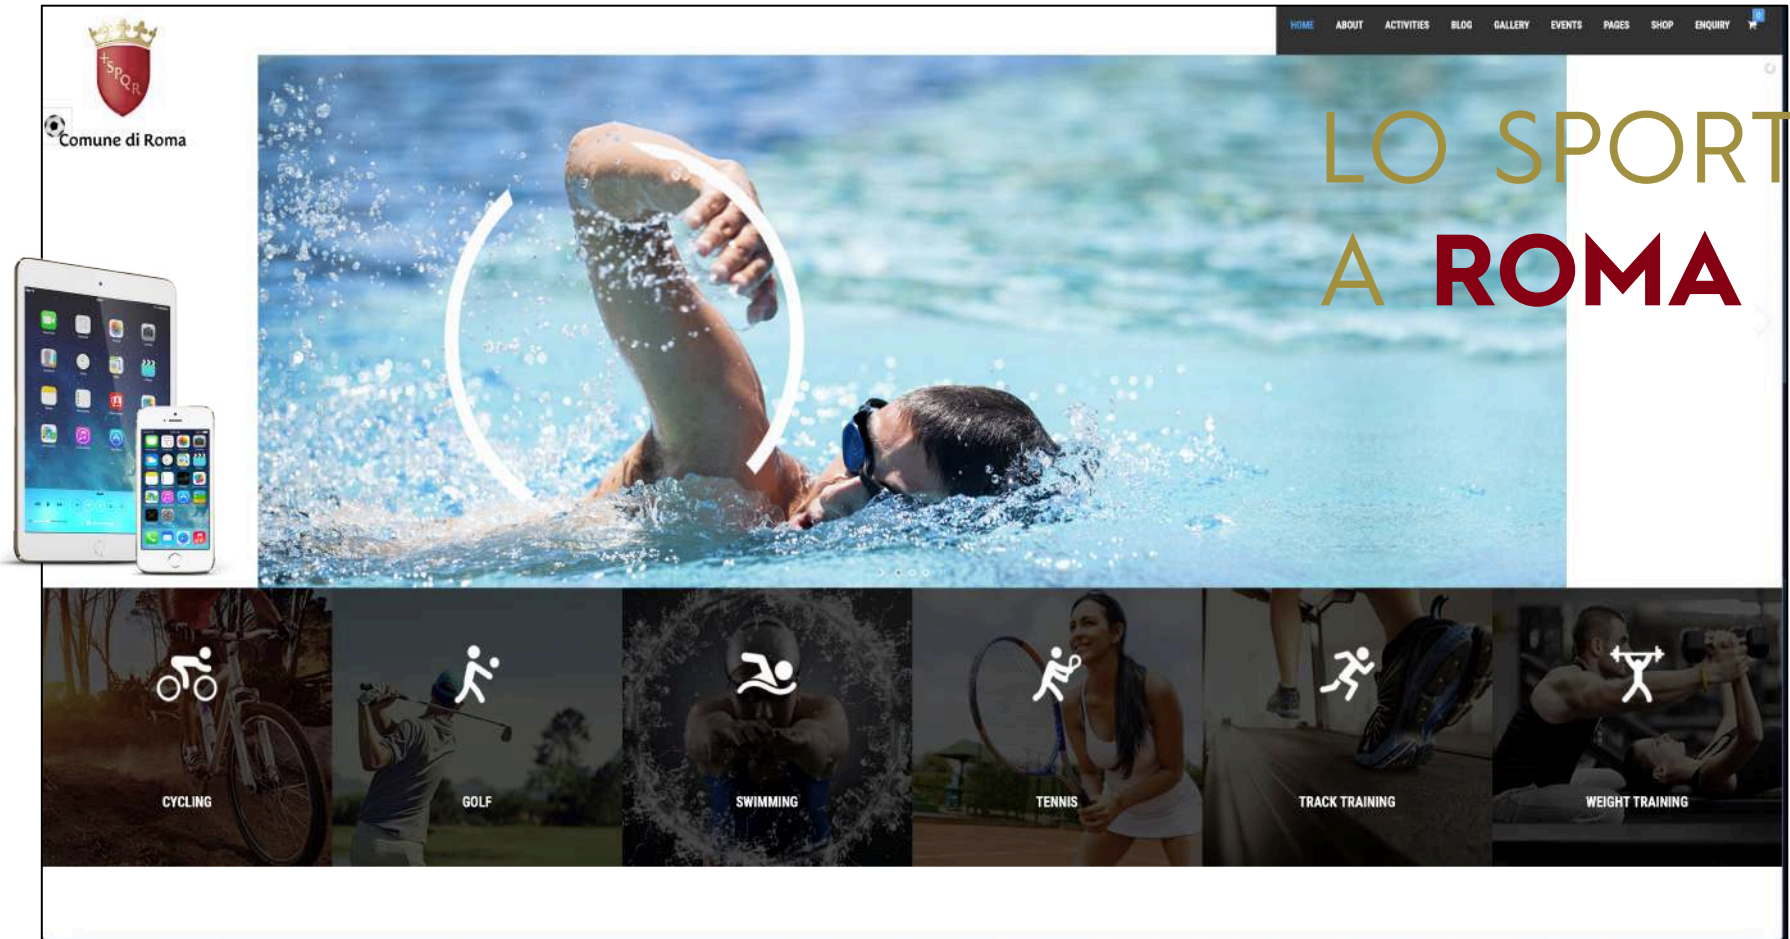 HOME ABOUT ACTIVITIES BLOG GALLERY EVENTS PAGES SHOP ENQUIRY 0
SPQR
Comune di Roma
LO SPORT
A ROMA
CYCLING GOLF SWIMMING TENNIS TRACK TRAINING WEIGHT TRAINING